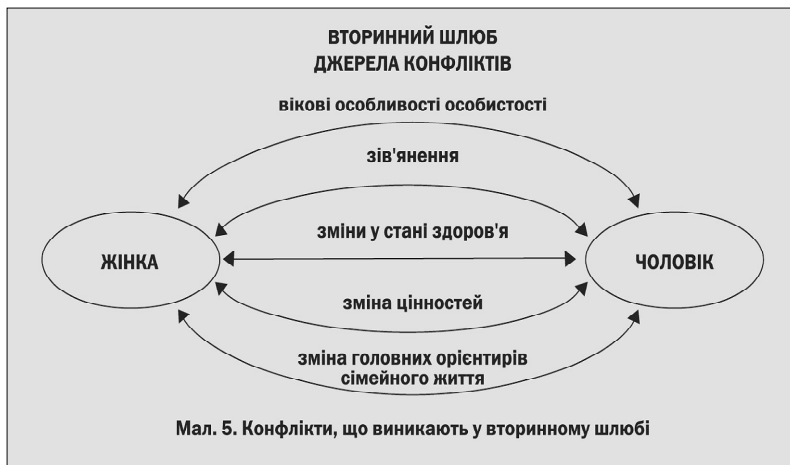 ВТОРИННИЙ ШЛЮБ
ДЖЕРЕЛА КОНФЛІКТІВ
вікові особливості особистості
зів'янення
зміни у стані здоров'я
ЖІНКА
ЧОЛОВІК
зміна цінностей
зміна головних орієнтирів
сімейного життя
Мал. 5. Конфлікти, що виникають у вторинному шлюбі